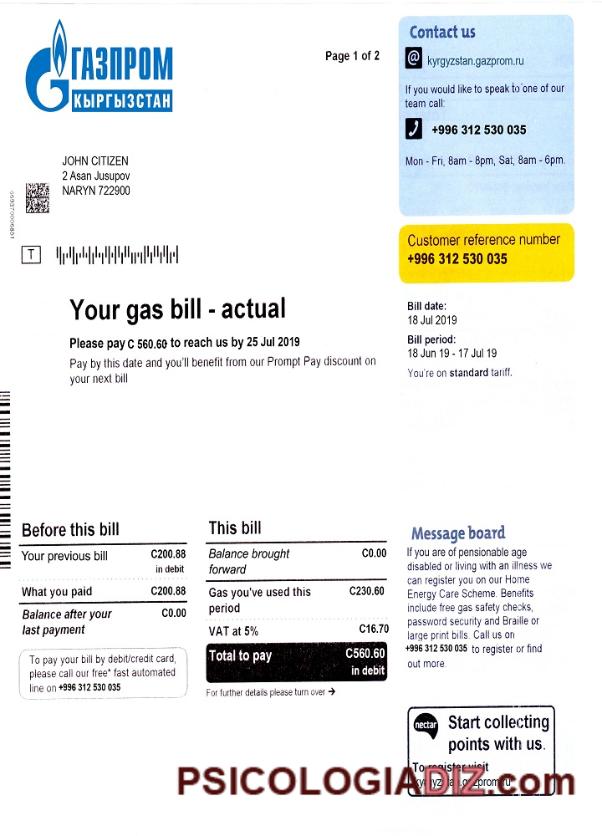 ГАЗПРОМ
КЫРГЫЗСТАН
Page 1 of 2
Contact us
@ kyrgyzstan.gazprom.ru
If you would like to speak to one of our
team call:
+996 312 530 035
Mon - Fri, 8am - 8pm, Sat, 8am - 6pm.
JOHN CITIZEN
2 Asan Jusupov
NARYN 722900
T
Customer reference number
+996 312 530 035
Your gas bill - actual
Please pay C 560.60 to reach us by 25 Jul 2019
Pay by this date and you'll benefit from our Prompt Pay discount on
your next bill
Bill date:
18 Jul 2019
Bill period:
18 Jun 19 - 17 Jul 19
You're on standard tariff.
Before this bill
Your previous bill C200.88
in debit
What you paid C200.88
Balance after your C0.00
last payment
To pay your bill by debit/credit card,
please call our free* fast automated
line on +996 312 530 035
This bill
Balance brought C0.00
forward
Gas you've used this C230.60
period
VAT at 5% C16.70
Total to pay C560.60
in debit
For further details please turn over →
Message board
If you are of pensionable age
disabled or living with an illness we
can register you on our Home
Energy Care Scheme. Benefits
include free gas safety checks,
password security and Braille or
large print bills. Call us on
+996 312 530 035 to register or find
out more.
nectar
Start collecting
points with us.
To register visit
kyrgyzstan.gazprom.ru
PSICOLOGIADIZ.com